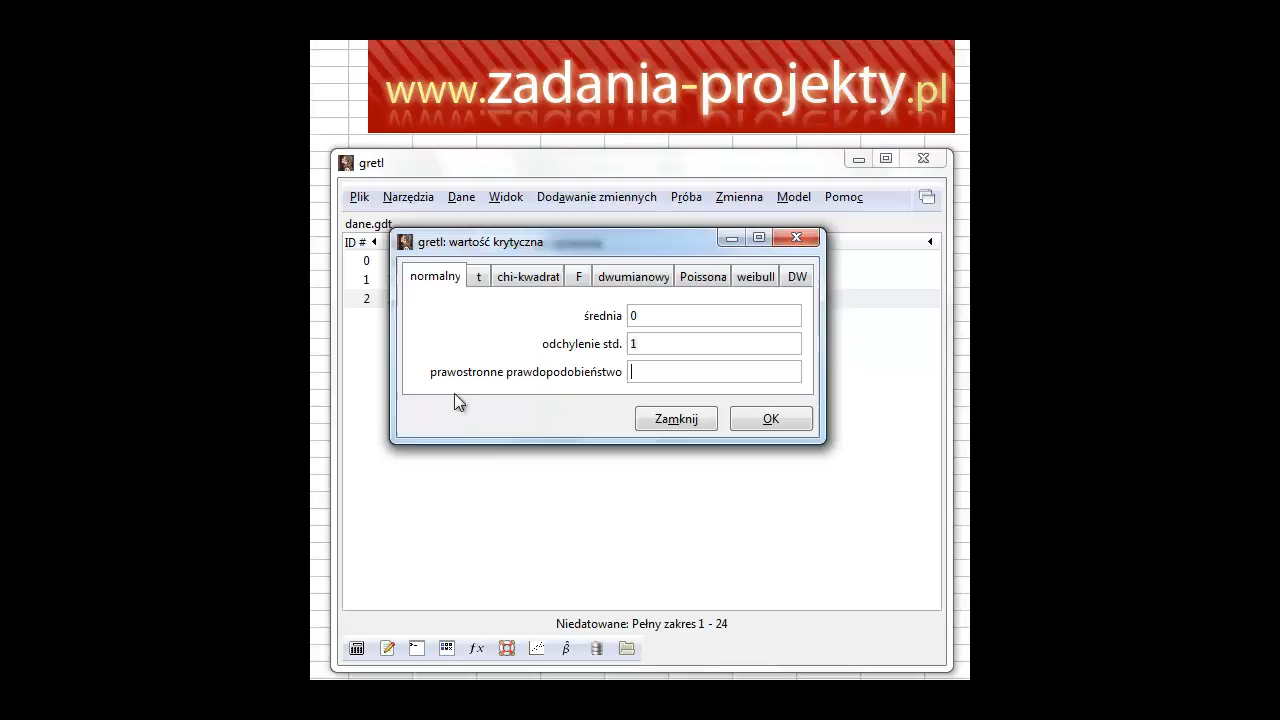 www.zadania-projekty.pl
gretl
Plik Narzędzia Dane Widok Dodawanie zmiennych Próba Zmienna Model Pomoc
dane.gdt
gretl: wartość krytyczna
ID #
0
1
2
normalny t chi-kwadrat F dwumianowy Poissona weibull DW
średnia 0
odchylenie std. 1
prawostronne prawdopodobieństwo
Zamknij OK
Niedatowane: Pełny zakres 1 - 24
fx β̂